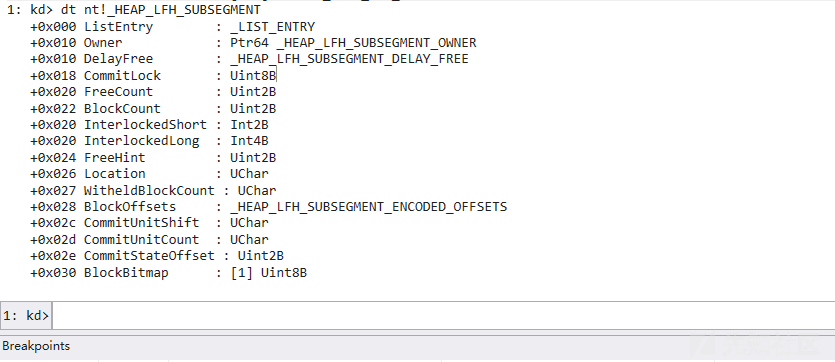 1: kd> dt nt!_HEAP_LFH_SUBSEGMENT
+0x000 ListEntry : _LIST_ENTRY
+0x010 Owner : Ptr64 _HEAP_LFH_SUBSEGMENT_OWNER
+0x010 DelayFree : _HEAP_LFH_SUBSEGMENT_DELAY_FREE
+0x018 CommitLock : Uint8B
+0x020 FreeCount : Uint2B
+0x022 BlockCount : Uint2B
+0x020 InterlockedShort : Int2B
+0x020 InterlockedLong : Int4B
+0x024 FreeHint : Uint2B
+0x026 Location : UChar
+0x027 WitheldBlockCount : UChar
+0x028 BlockOffsets : _HEAP_LFH_SUBSEGMENT_ENCODED_OFFSETS
+0x02c CommitUnitShift : UChar
+0x02d CommitUnitCount : UChar
+0x02e CommitStateOffset : Uint2B
+0x030 BlockBitmap : [1] Uint8B
1: kd>
Breakpoints